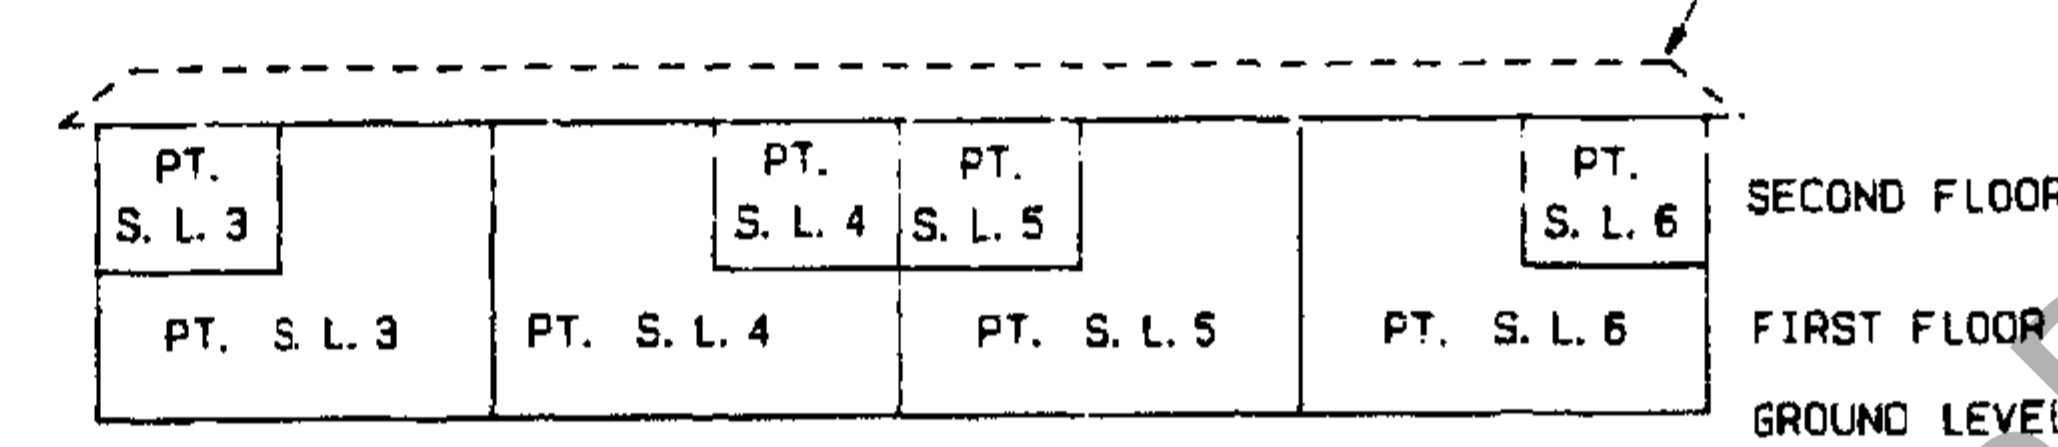 PT. PT. PT. PT.
S. L. 3 S. L. 4 S. L. 5 S. L. 6 SECOND FLOOR
PT. S. L. 3 PT. S. L. 4 PT. S. L. 5 PT. S. L. 6 FIRST FLOOR
GROUND LEVEL